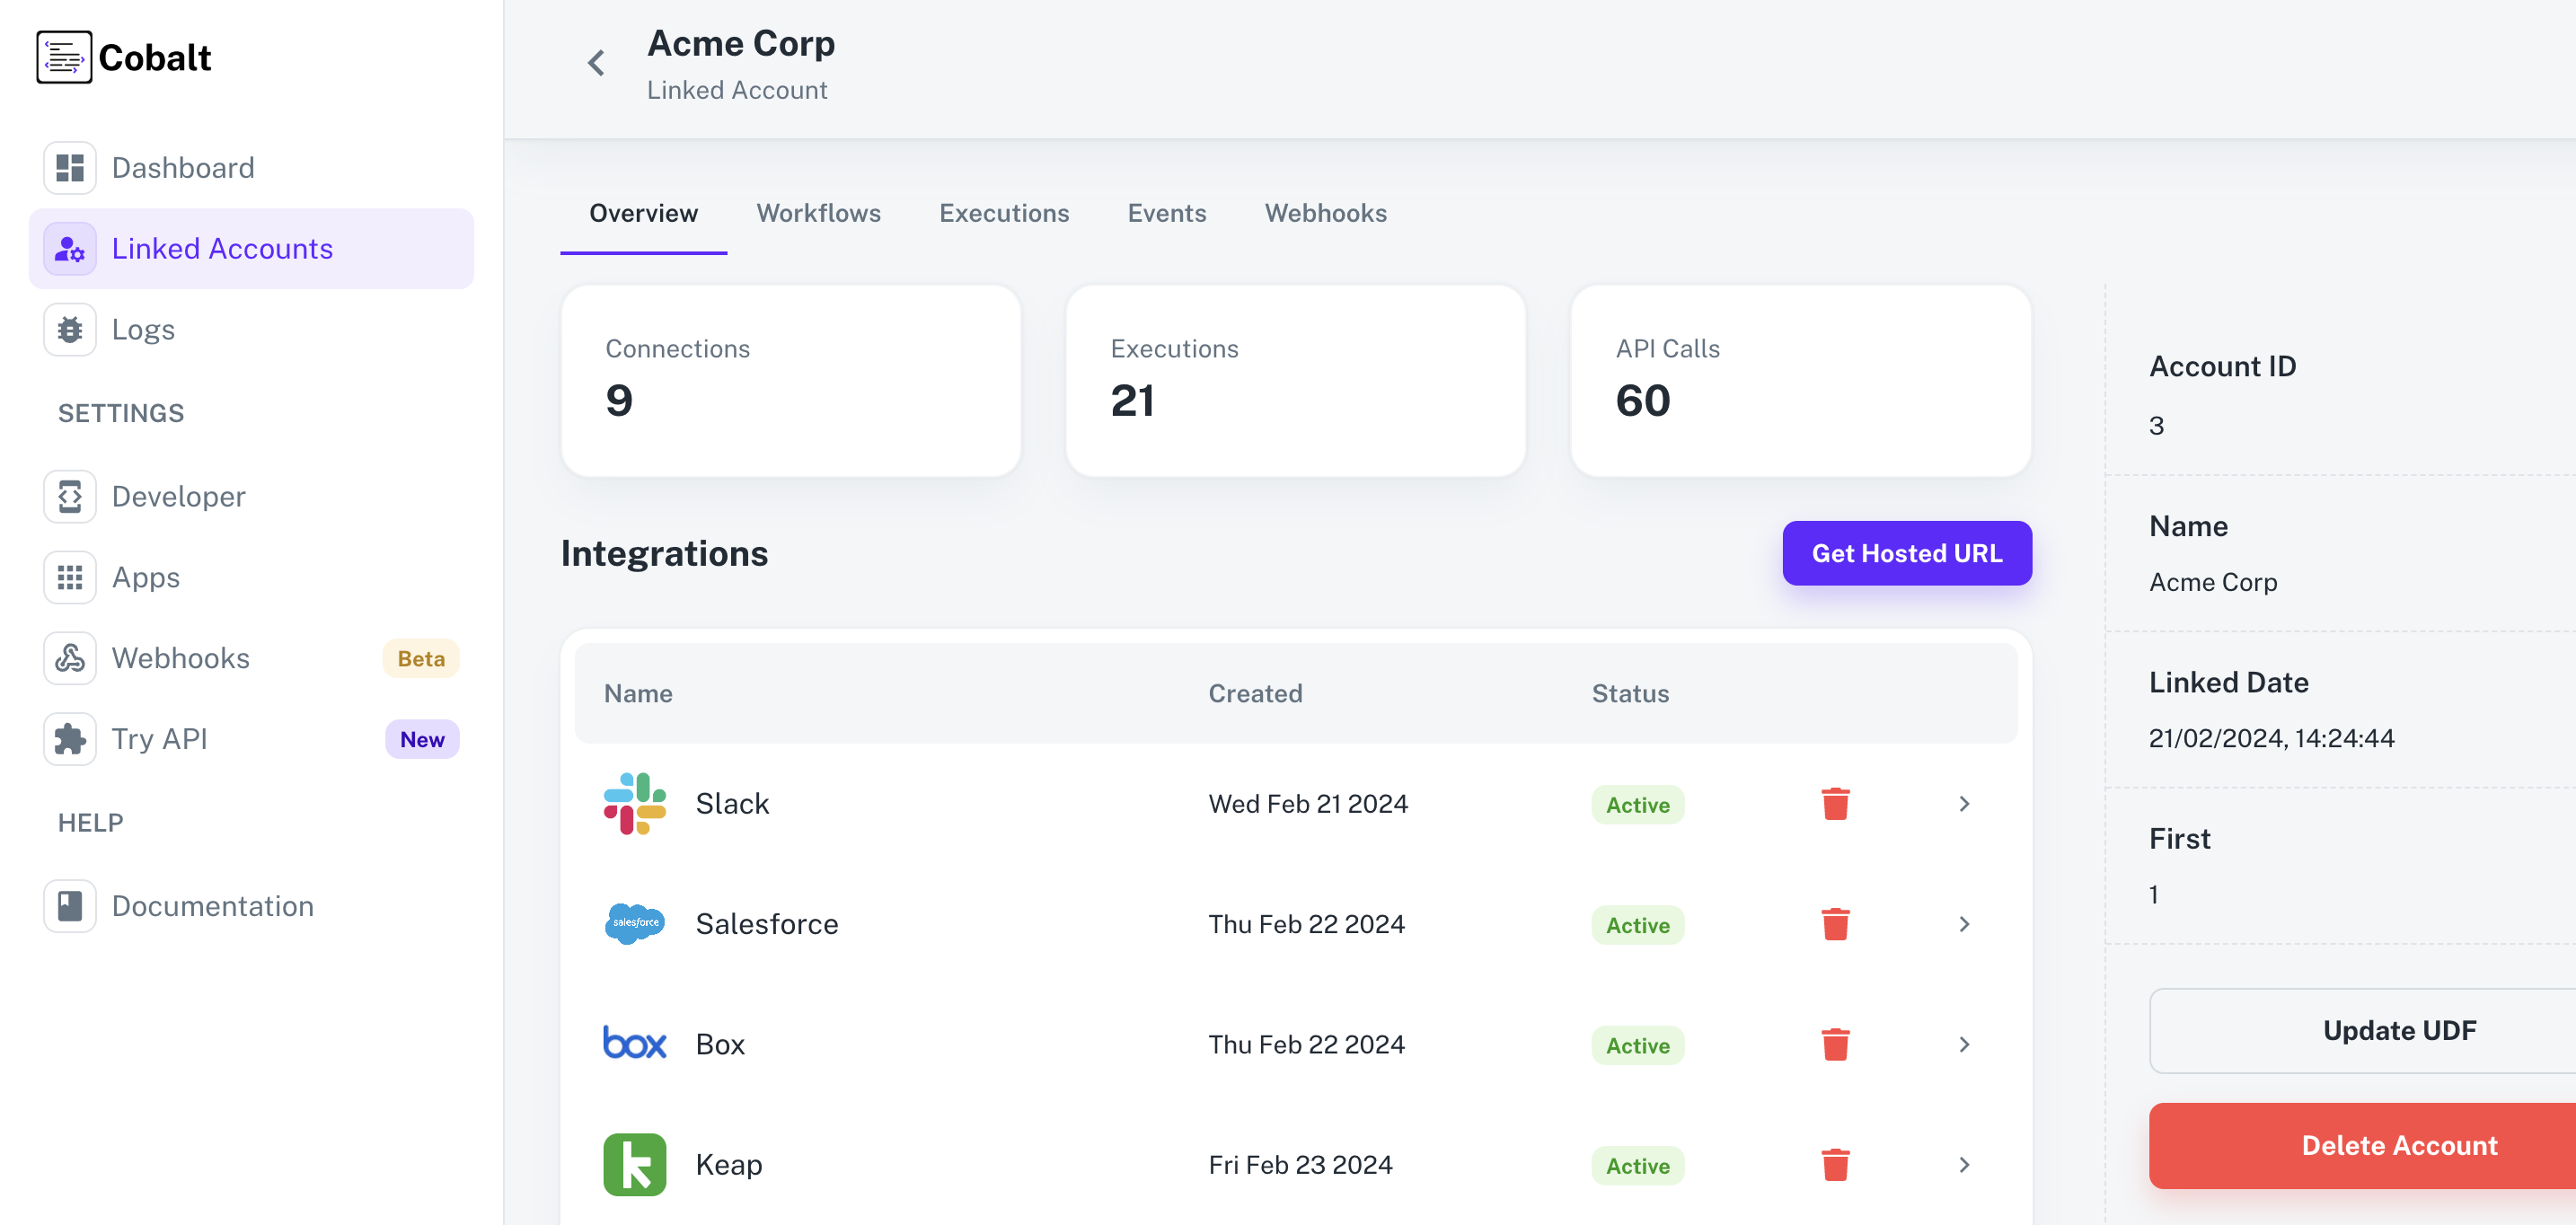 Cobalt
Dashboard
Linked Accounts
Logs
SETTINGS
Developer
Apps
Webhooks Beta
Try API New
HELP
Documentation
Acme Corp
Linked Account
Overview Workflows Executions Events Webhooks
Connections
9
Executions
21
API Calls
60
Integrations
Get Hosted URL
Name Created Status
Slack Wed Feb 21 2024 Active
salesforce Salesforce Thu Feb 22 2024 Active
box Box Thu Feb 22 2024 Active
k Keap Fri Feb 23 2024 Active
Account ID
3
Name
Acme Corp
Linked Date
21/02/2024, 14:24:44
First
1
Update UDF
Delete Account